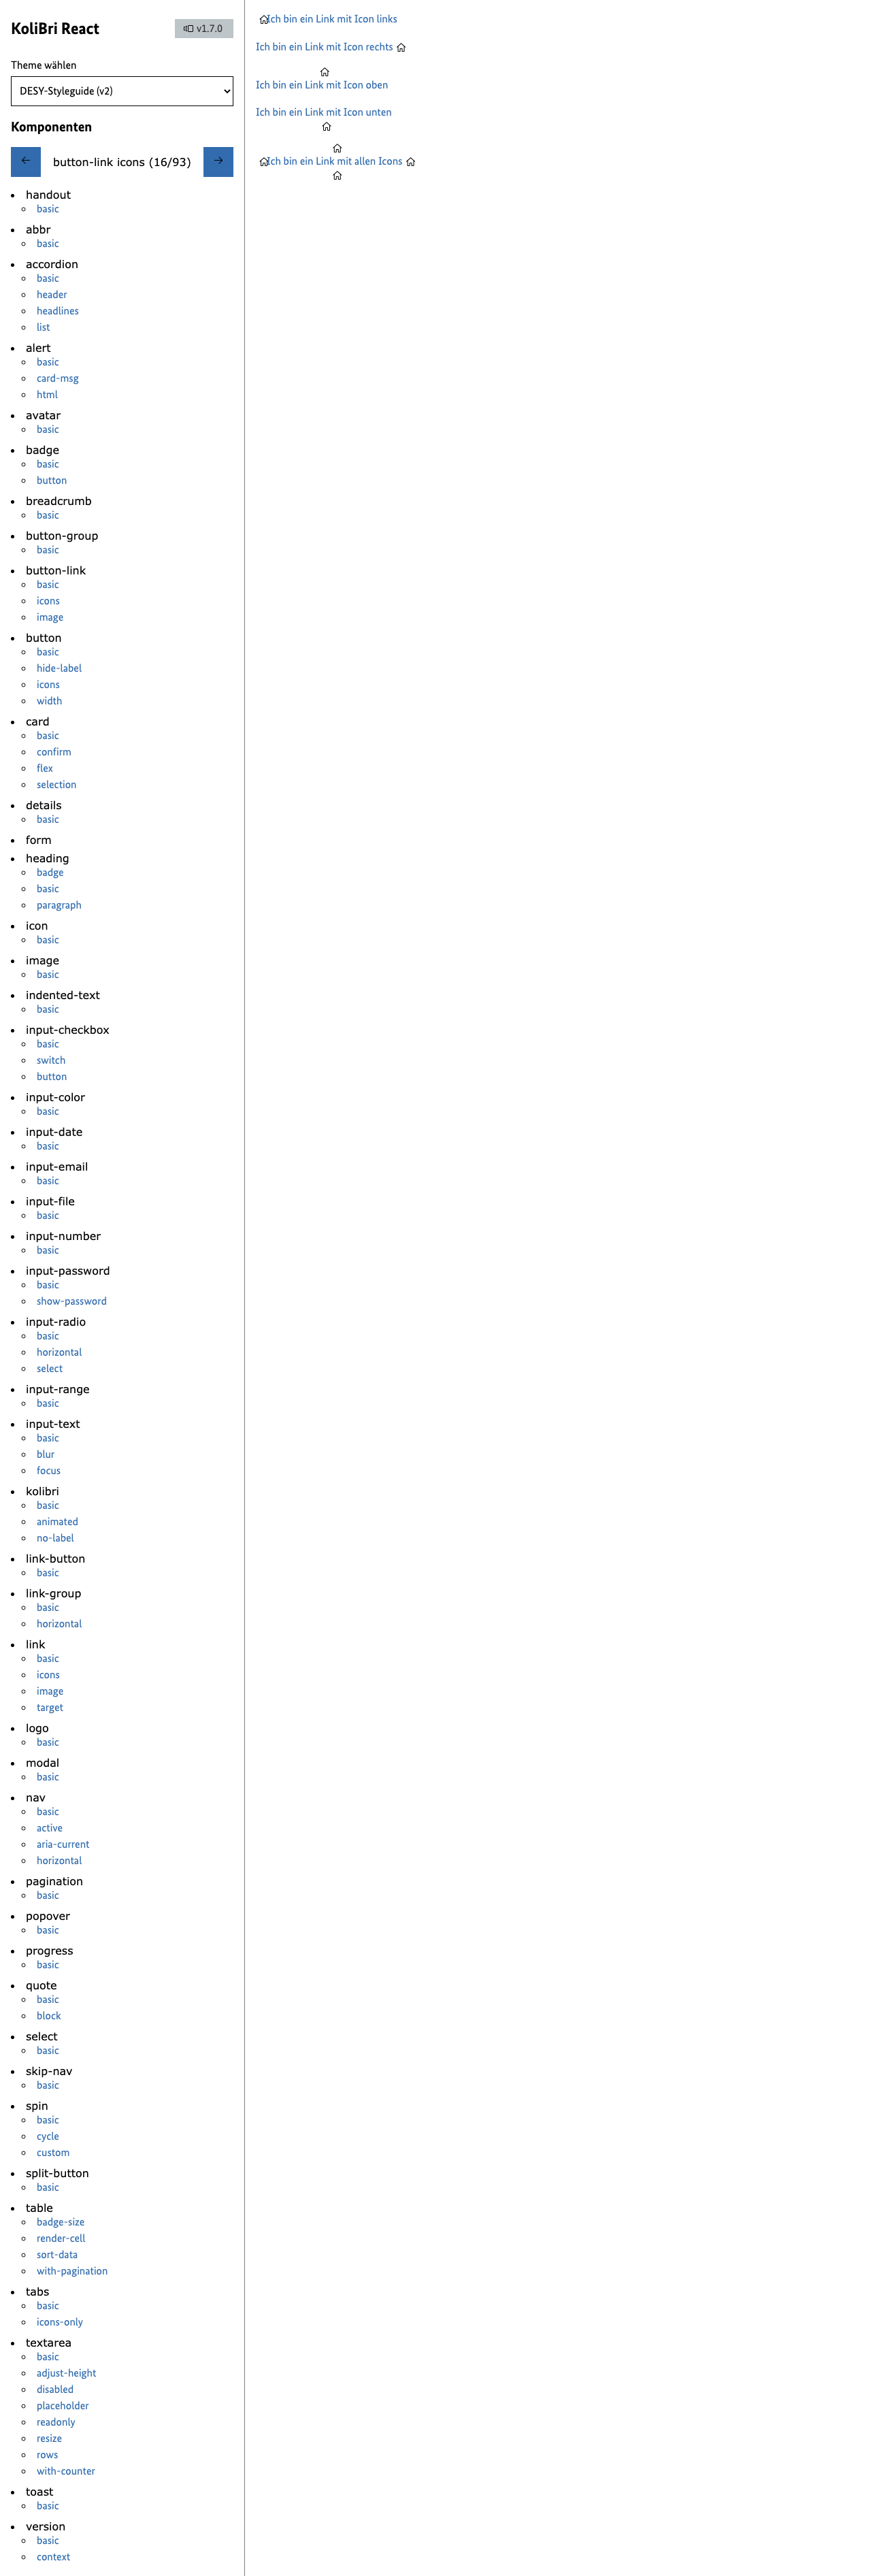 KoliBri React
v1.7.0
Theme wählen
DESY-Styleguide (v2)
Komponenten
button-link icons (16/93)
handout
basic
abbr
basic
accordion
basic
header
headlines
list
alert
basic
card-msg
html
avatar
basic
badge
basic
button
breadcrumb
basic
button-group
basic
button-link
basic
icons
image
button
basic
hide-label
icons
width
card
basic
confirm
flex
selection
details
basic
form
heading
badge
basic
paragraph
icon
basic
image
basic
indented-text
basic
input-checkbox
basic
switch
button
input-color
basic
input-date
basic
input-email
basic
input-file
basic
input-number
basic
input-password
basic
show-password
input-radio
basic
horizontal
select
input-range
basic
input-text
basic
blur
focus
kolibri
basic
animated
no-label
link-button
basic
link-group
basic
horizontal
link
basic
icons
image
target
logo
basic
modal
basic
nav
basic
active
aria-current
horizontal
pagination
basic
popover
basic
progress
basic
quote
basic
block
select
basic
skip-nav
basic
spin
basic
cycle
custom
split-button
basic
table
badge-size
render-cell
sort-data
with-pagination
tabs
basic
icons-only
textarea
basic
adjust-height
disabled
placeholder
readonly
resize
rows
with-counter
toast
basic
version
basic
context
Ich bin ein Link mit Icon links
Ich bin ein Link mit Icon rechts
Ich bin ein Link mit Icon oben
Ich bin ein Link mit Icon unten
Ich bin ein Link mit allen Icons